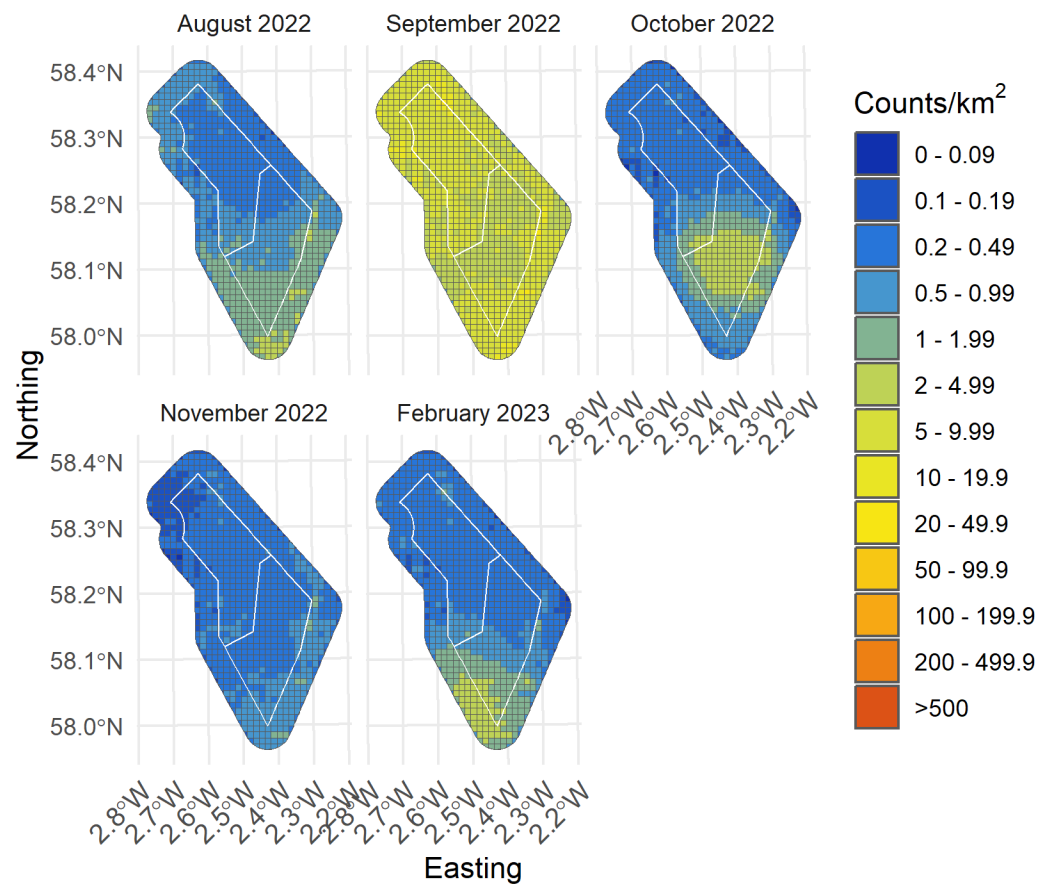 August 2022 September 2022 October 2022
58.4°N
58.3°N
58.2°N
58.1°N
58.0°N
2.8°W 2.7°W 2.6°W 2.5°W 2.4°W 2.3°W 2.2°W
November 2022 February 2023
58.4°N
58.3°N
58.2°N
58.1°N
58.0°N
2.8°W 2.7°W 2.6°W 2.5°W 2.4°W 2.3°W 2.2°W 2.8°W 2.7°W 2.6°W 2.5°W 2.4°W 2.3°W 2.2°W
Northing
Easting
Counts/km²
0 - 0.09
0.1 - 0.19
0.2 - 0.49
0.5 - 0.99
1 - 1.99
2 - 4.99
5 - 9.99
10 - 19.9
20 - 49.9
50 - 99.9
100 - 199.9
200 - 499.9
>500